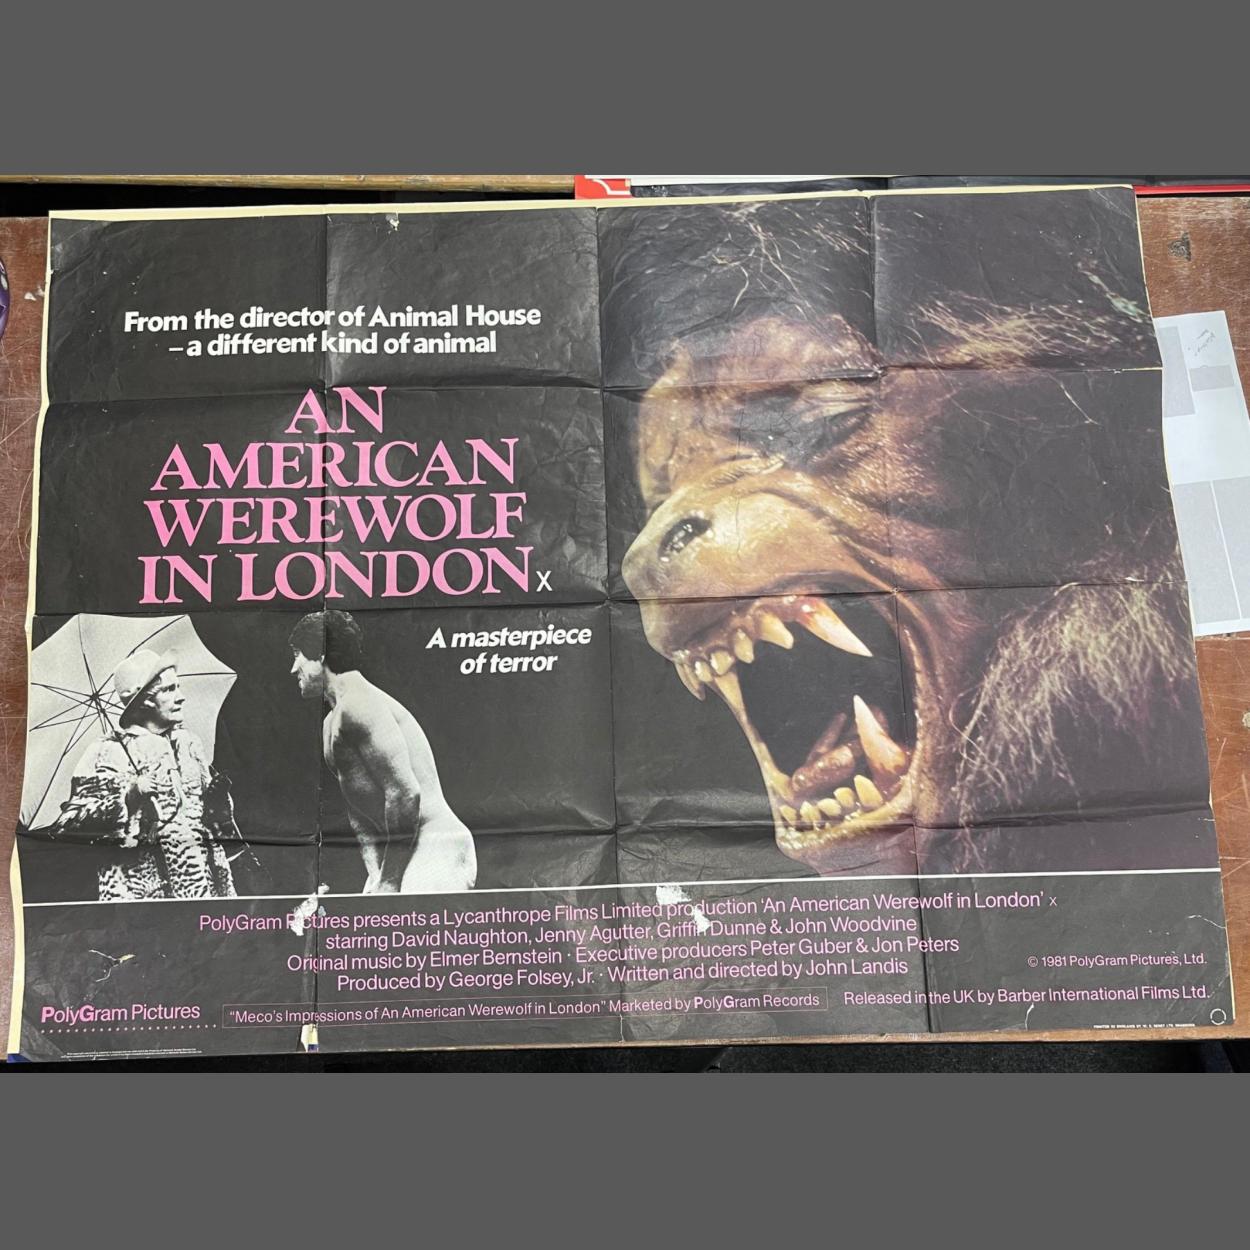 From the director of Animal House
– a different kind of animal
AN
AMERICAN
WEREWOLF
IN LONDON X
A masterpiece
of terror
PolyGram Pictures presents a Lycanthrope Films Limited production 'An American Werewolf in London' X
starring David Naughton, Jenny Agutter, Griffin Dunne & John Woodvine
Original music by Elmer Bernstein · Executive producers Peter Guber & Jon Peters
Produced by George Folsey, Jr. · Written and directed by John Landis
© 1981 PolyGram Pictures, Ltd.
PolyGram Pictures
"Meco's Impressions of An American Werewolf in London" Marketed by PolyGram Records
Released in the UK by Barber International Films Ltd.